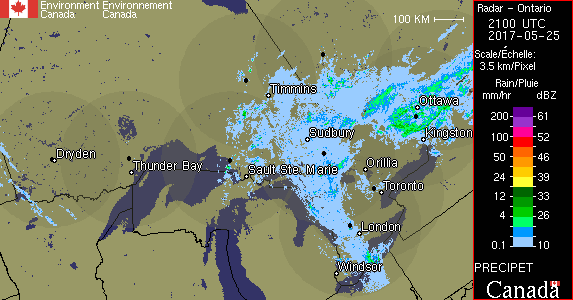 Environment Environnement
Canada Canada
100 KM
Timmins
Ottawa
Sudbury
Kingston
Dryden
Thunder Bay
Sault Ste. Marie
Orillia
Toronto
London
Windsor
Radar - Ontario
2100 UTC
2017-05-25
Scale/Échelle:
3.5 km/Pixel
Rain/Pluie
mm/hr dBZ
200 61
100 52
50 46
24 39
12 33
4 26
0.1 10
PRECIPET
Canada